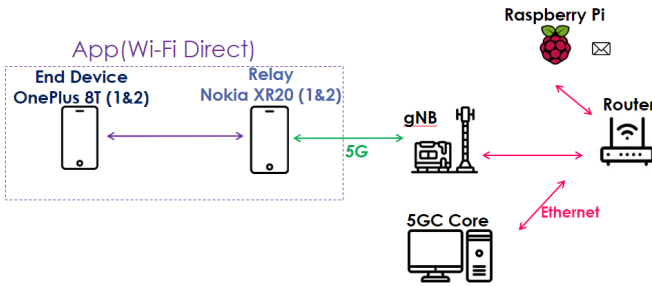 Raspberry Pi
App(Wi-Fi Direct)
End Device
OnePlus 8T (1&2)
Relay
Nokia XR20 (1&2)
gNB
Router
5G
Ethernet
5GC Core